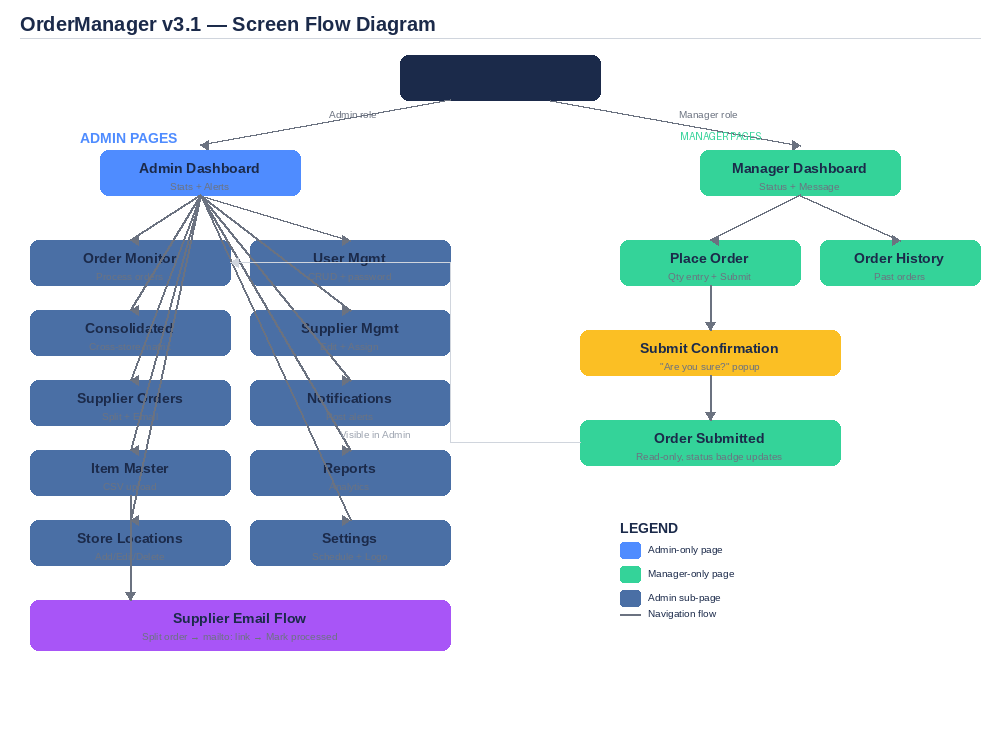 OrderManager v3.1 — Screen Flow Diagram
Admin role
Manager role
ADMIN PAGES
MANAGER PAGES
Admin Dashboard
Stats + Alerts
Manager Dashboard
Status + Message
Order Monitor
User Mgmt
Place Order
Qty entry + Submit
Order History
Past orders
Consolidated
Supplier Mgmt
Submit Confirmation
"Are you sure?" popup
Supplier Orders
Notifications
Visible in Admin
Order Submitted
Read-only, status badge updates
Item Master
Reports
Store Locations
Settings
LEGEND
Admin-only page
Manager-only page
Admin sub-page
Navigation flow
Supplier Email Flow
Split order → mailto: link → Mark processed